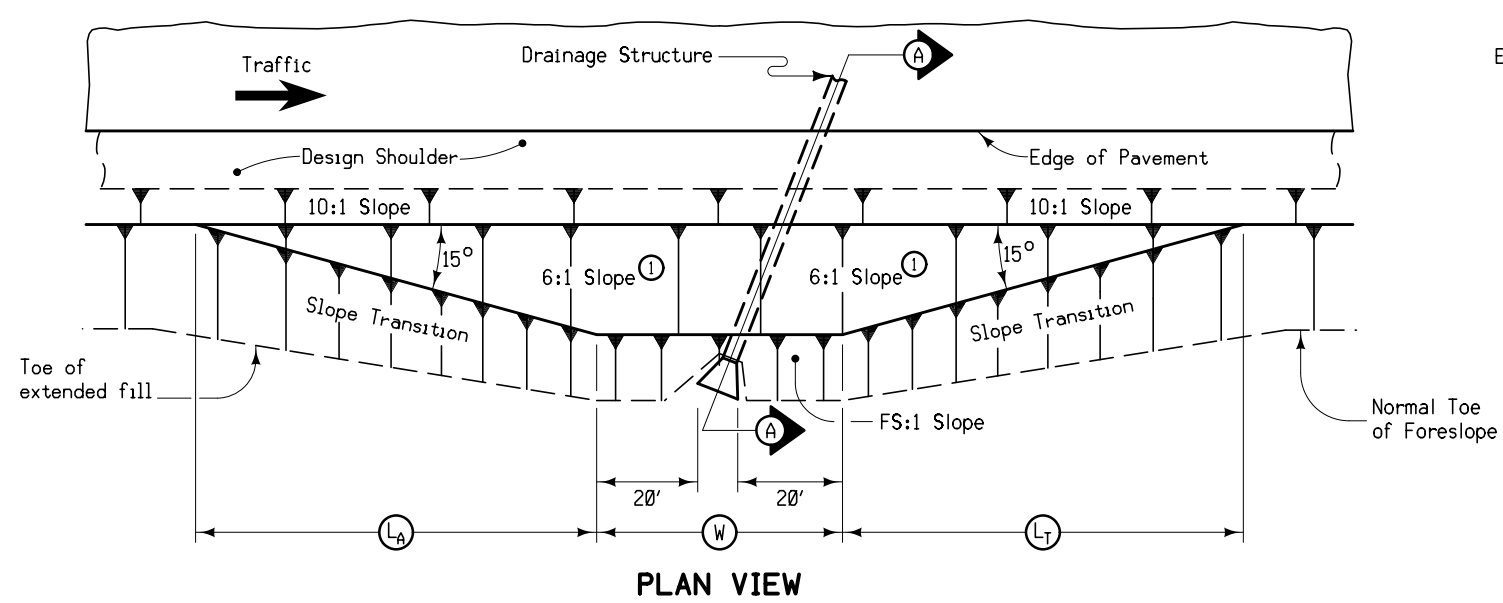 Drainage Structure
A
E
Traffic
Design Shoulder
Edge of Pavement
10:1 Slope
10:1 Slope
15°
6:1 Slope 1
6:1 Slope 1
15°
Slope Transition
Slope Transition
Toe of
extended fill
Normal Toe
of Foreslope
FS:1 Slope
A
20'
20'
LA
W
LT
PLAN VIEW